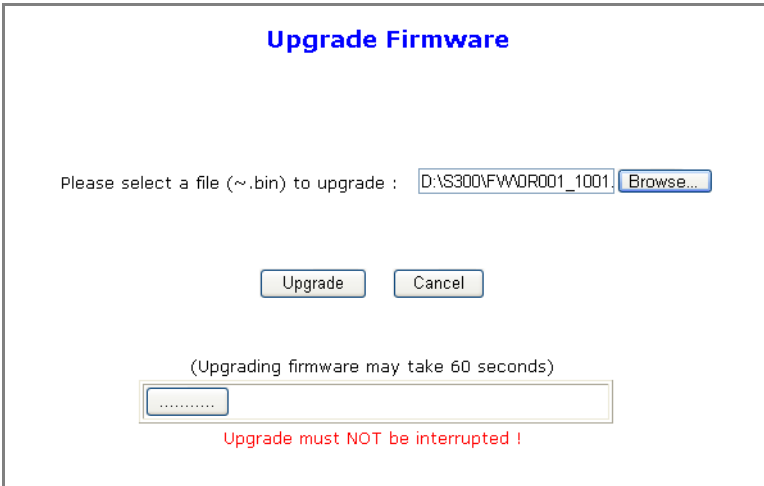 Upgrade Firmware
Please select a file (~.bin) to upgrade : D:\S300\FW\0R001_1001. Browse...
Upgrade Cancel
(Upgrading firmware may take 60 seconds)
...........
Upgrade must NOT be interrupted !